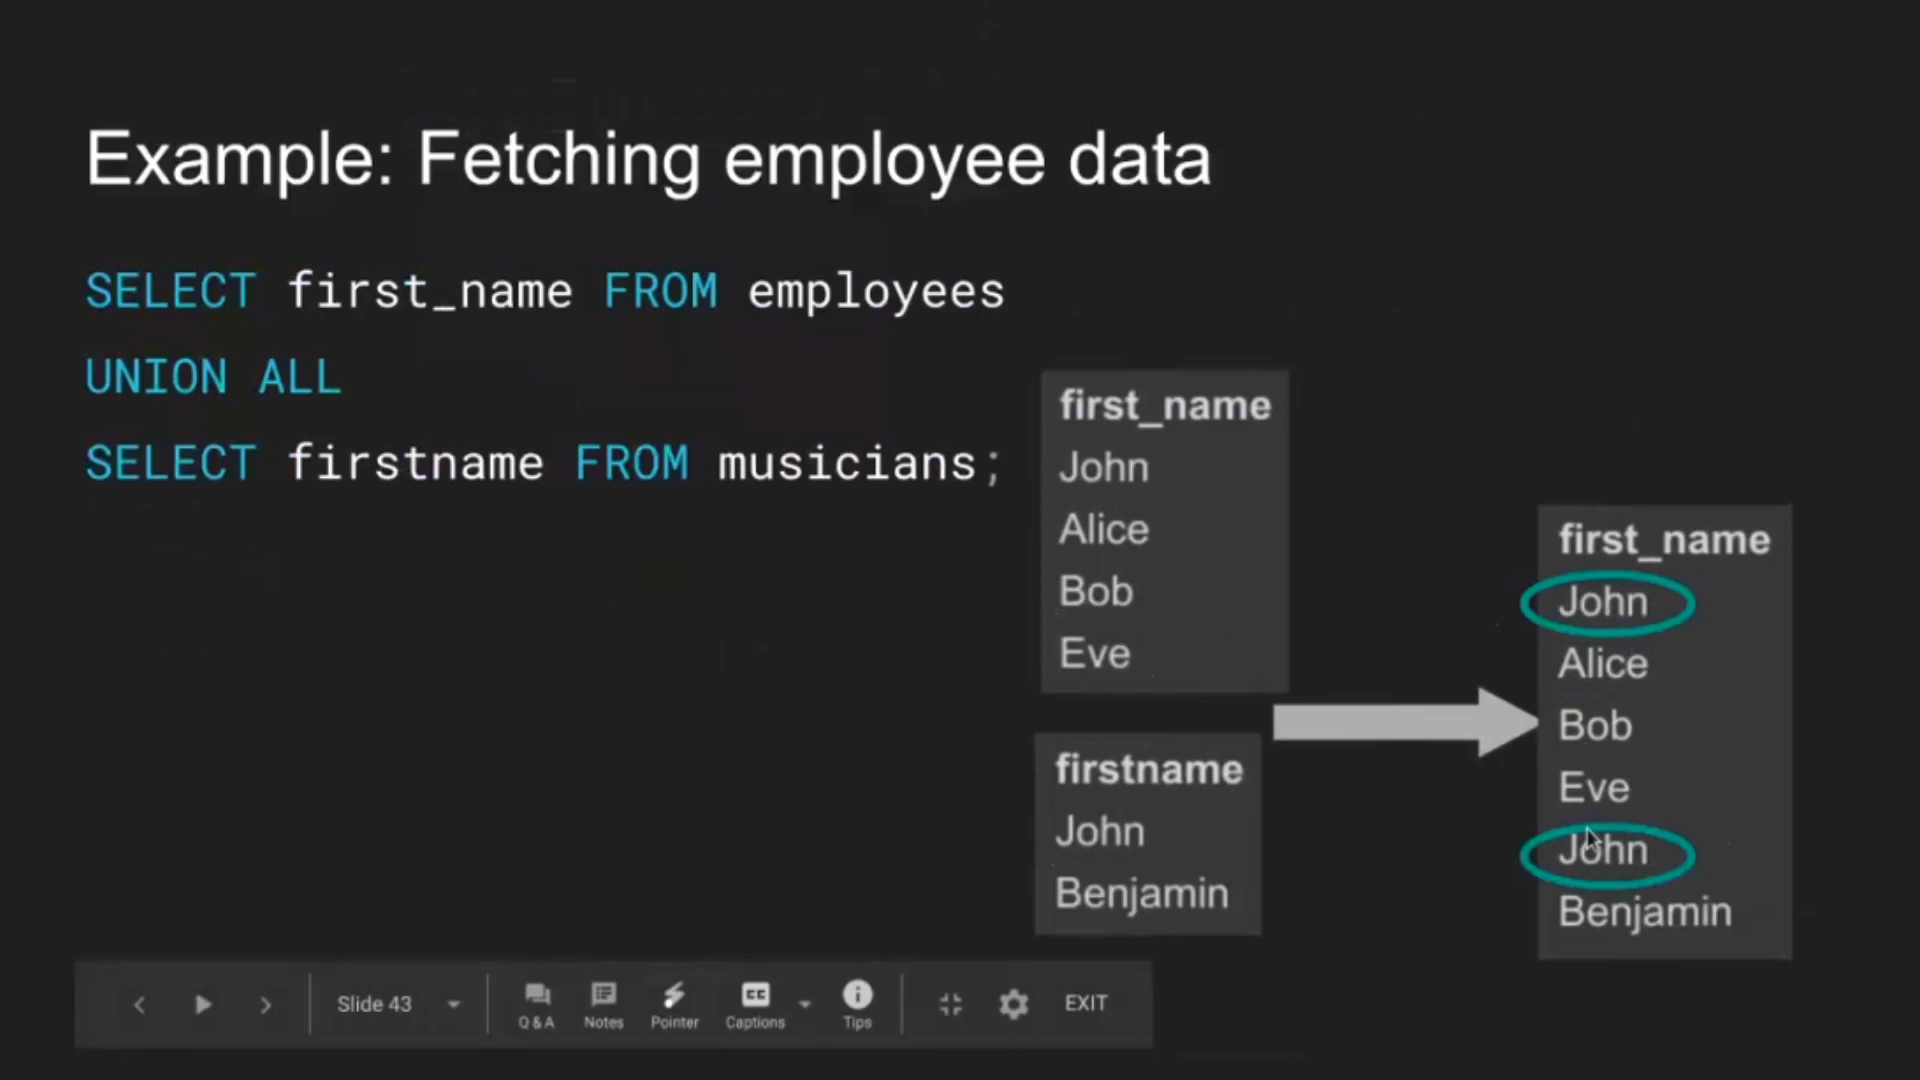 Example: Fetching employee data
SELECT first_name FROM employees
UNION ALL
SELECT firstname FROM musicians;
first_name
John
Alice
Bob
Eve
firstname
John
Benjamin
first_name
John
Alice
Bob
Eve
John
Benjamin
Slide 43
Q & A
Notes
Pointer
CC
Captions
Tips
EXIT